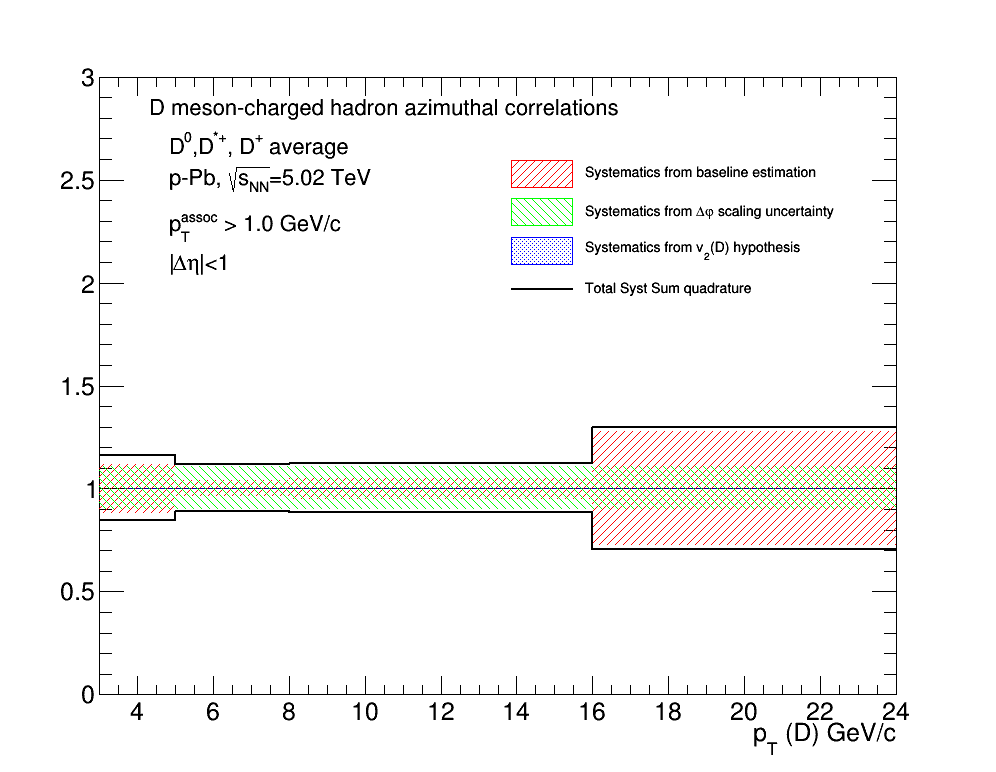 3
D meson-charged hadron azimuthal correlations
D⁰,D*⁺, D⁺ average
p-Pb, √s_NN=5.02 TeV
p_T^assoc > 1.0 GeV/c
|Δη|<1
Systematics from baseline estimation
Systematics from Δφ scaling uncertainty
Systematics from v₂(D) hypothesis
Total Syst Sum quadrature
2.5
2
1.5
1
0.5
0
4 6 8 10 12 14 16 18 20 22 24
p_T (D) GeV/c